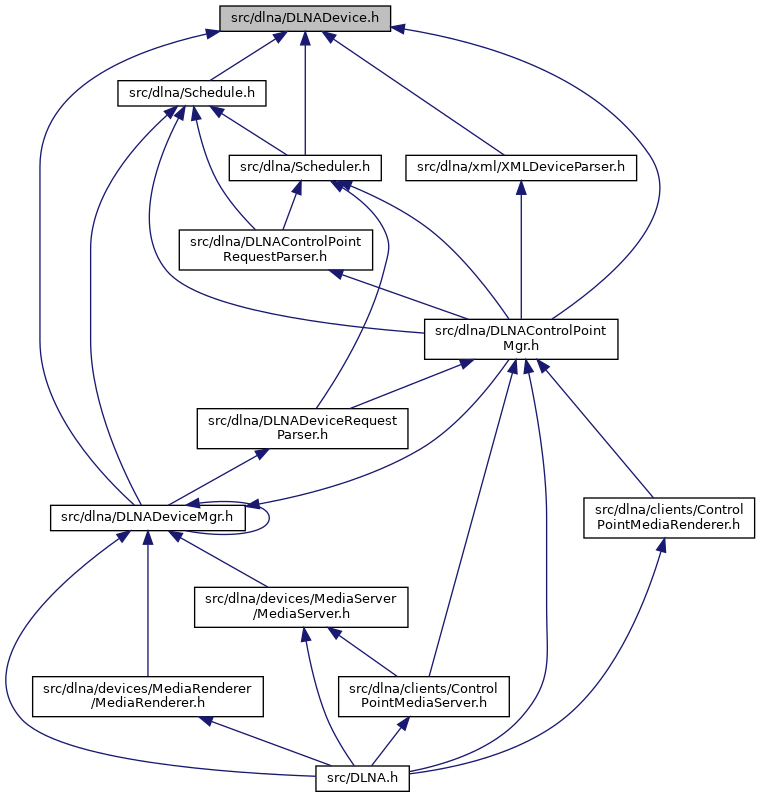 src/dlna/DLNADevice.h
src/dlna/Schedule.h
src/dlna/Scheduler.h
src/dlna/xml/XMLDeviceParser.h
src/dlna/DLNAControlPoint
RequestParser.h
src/dlna/DLNAControlPoint
Mgr.h
src/dlna/DLNADeviceRequest
Parser.h
src/dlna/DLNADeviceMgr.h
src/dlna/clients/Control
PointMediaRenderer.h
src/dlna/devices/MediaServer
/MediaServer.h
src/dlna/devices/MediaRenderer
/MediaRenderer.h
src/dlna/clients/Control
PointMediaServer.h
src/DLNA.h